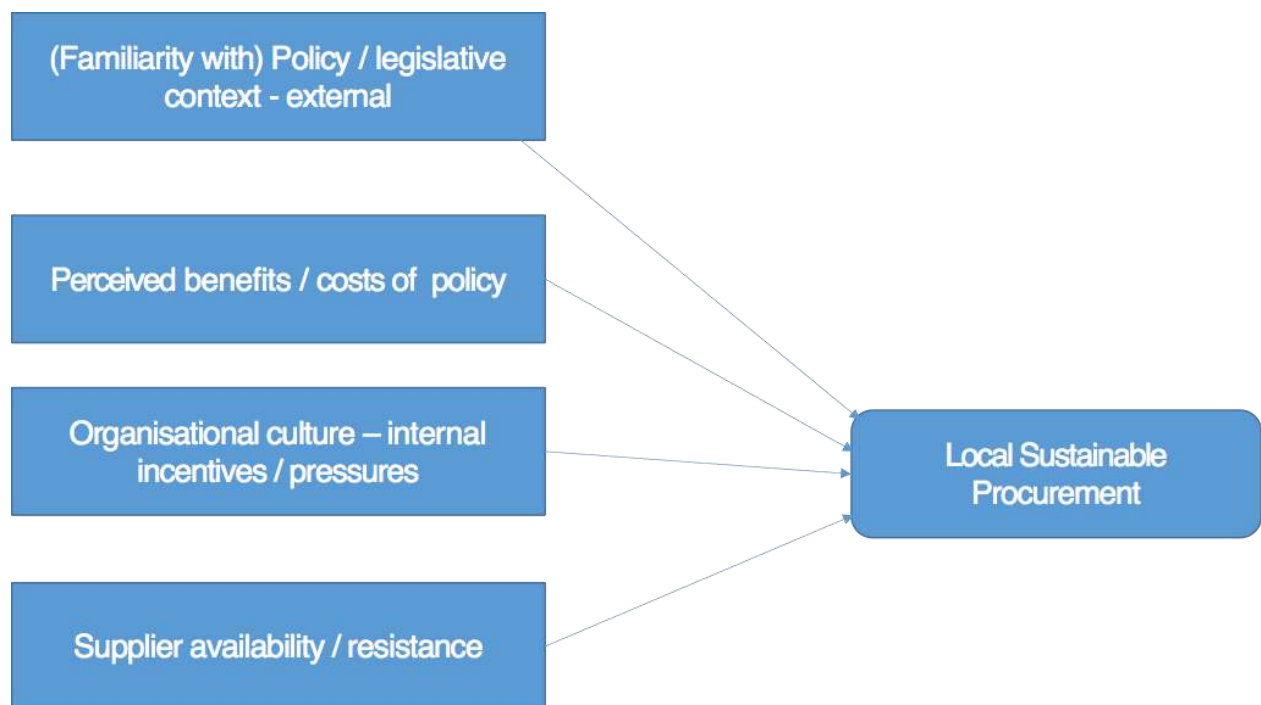 (Familiarity with) Policy / legislative
context - external
Perceived benefits / costs of  policy
Organisational culture – internal
incentives / pressures
Local Sustainable
Procurement
Supplier availability / resistance